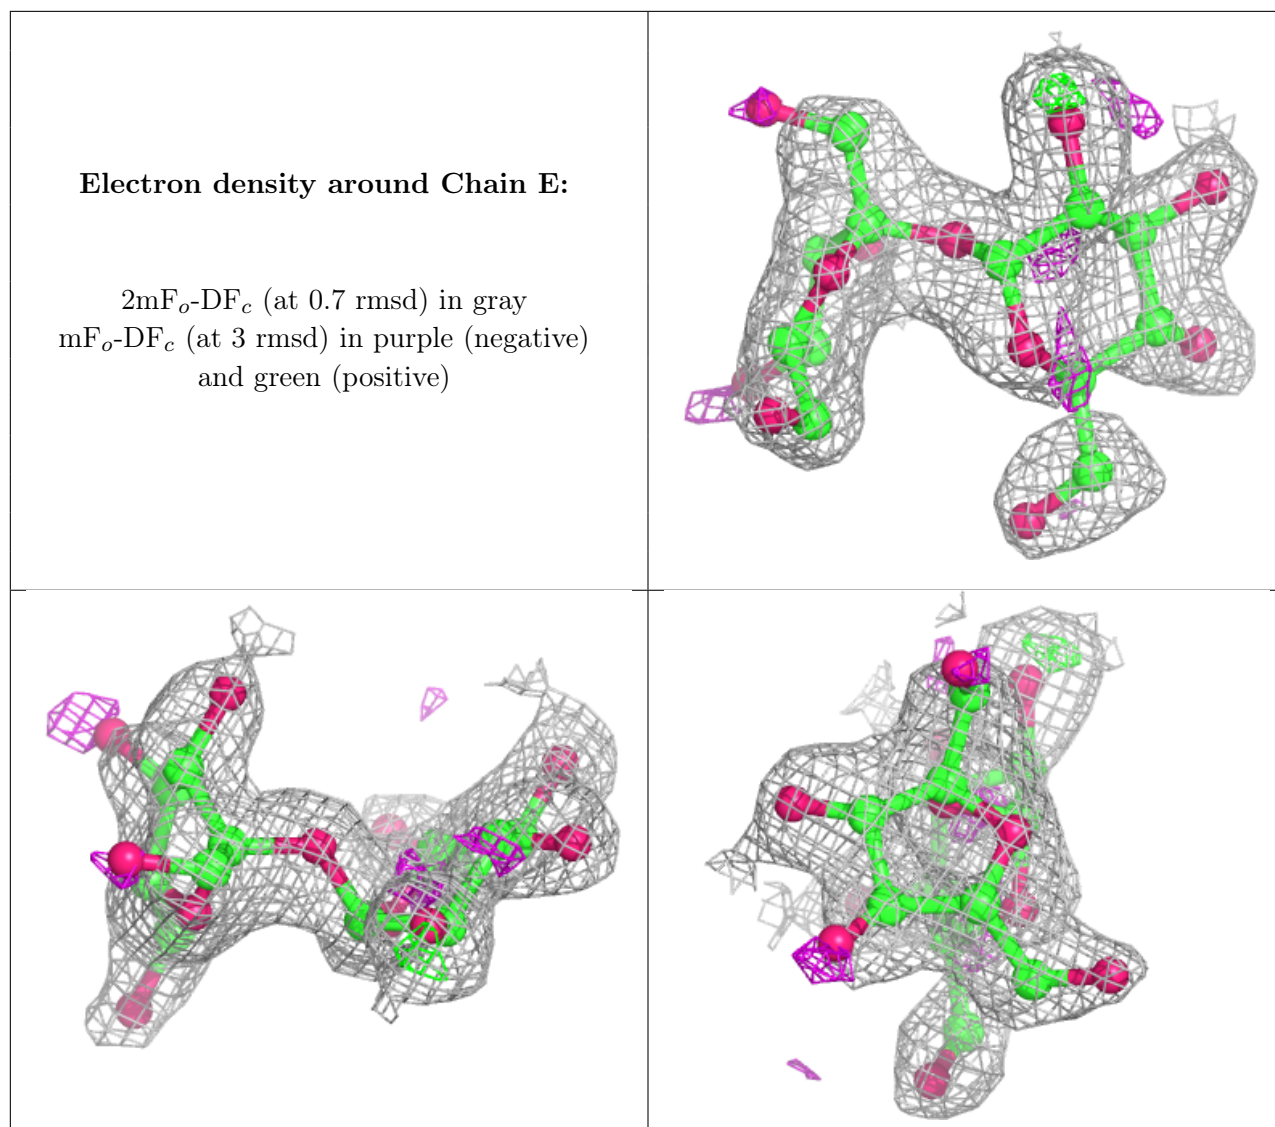 Electron density around Chain E:
2mFo-DFc (at 0.7 rmsd) in gray
mFo-DFc (at 3 rmsd) in purple (negative)
and green (positive)